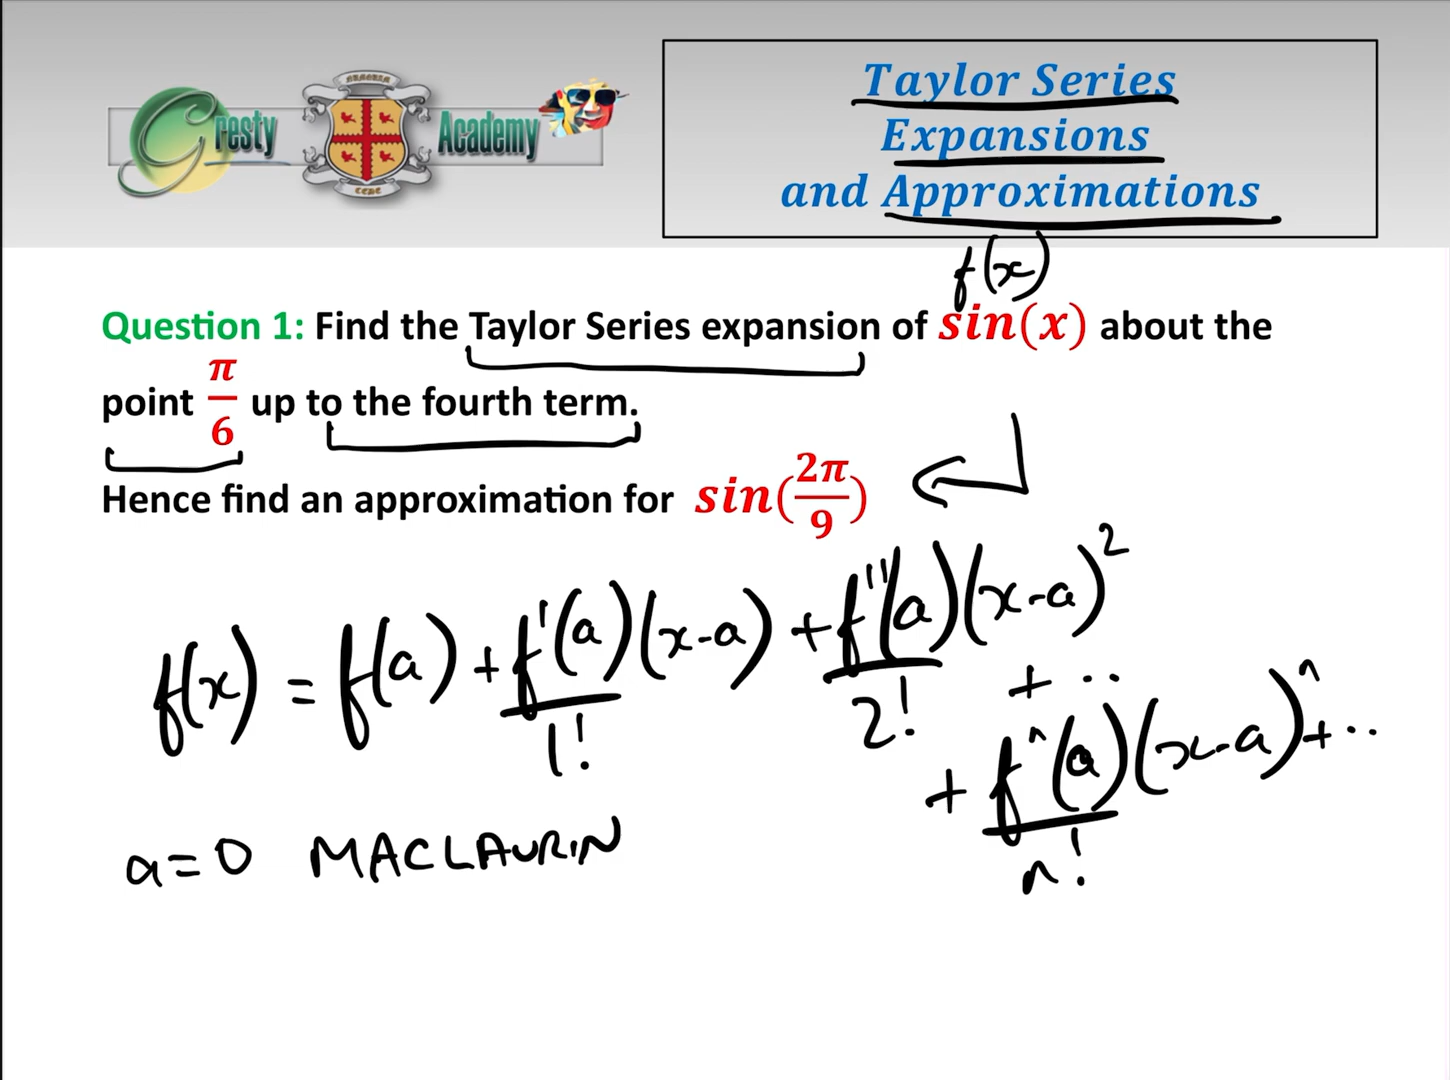 Gresty Academy
CEDE
Taylor Series
Expansions
and Approximations
f(x)
Question 1: Find the Taylor Series expansion of sin(x) about the
point π/6 up to the fourth term.
Hence find an approximation for sin(2π/9)
f(x) = f(a) + f'(a)(x-a)/1! + f''(a)(x-a)²/2! + ..
+ fⁿ(a)(x-a)ⁿ/n! + ..
a=0 MACLAURIN